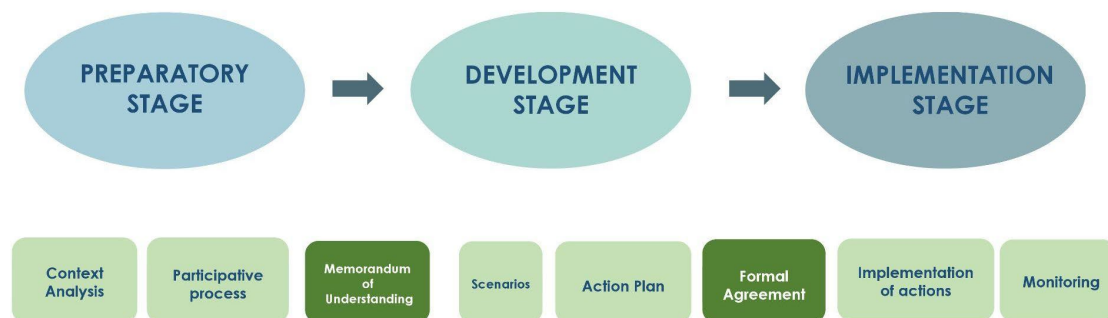 PREPARATORY
STAGE
DEVELOPMENT
STAGE
IMPLEMENTATION
STAGE
Context
Analysis
Participative
process
Memorandum
of
Understanding
Scenarios
Action Plan
Formal
Agreement
Implementation
of actions
Monitoring